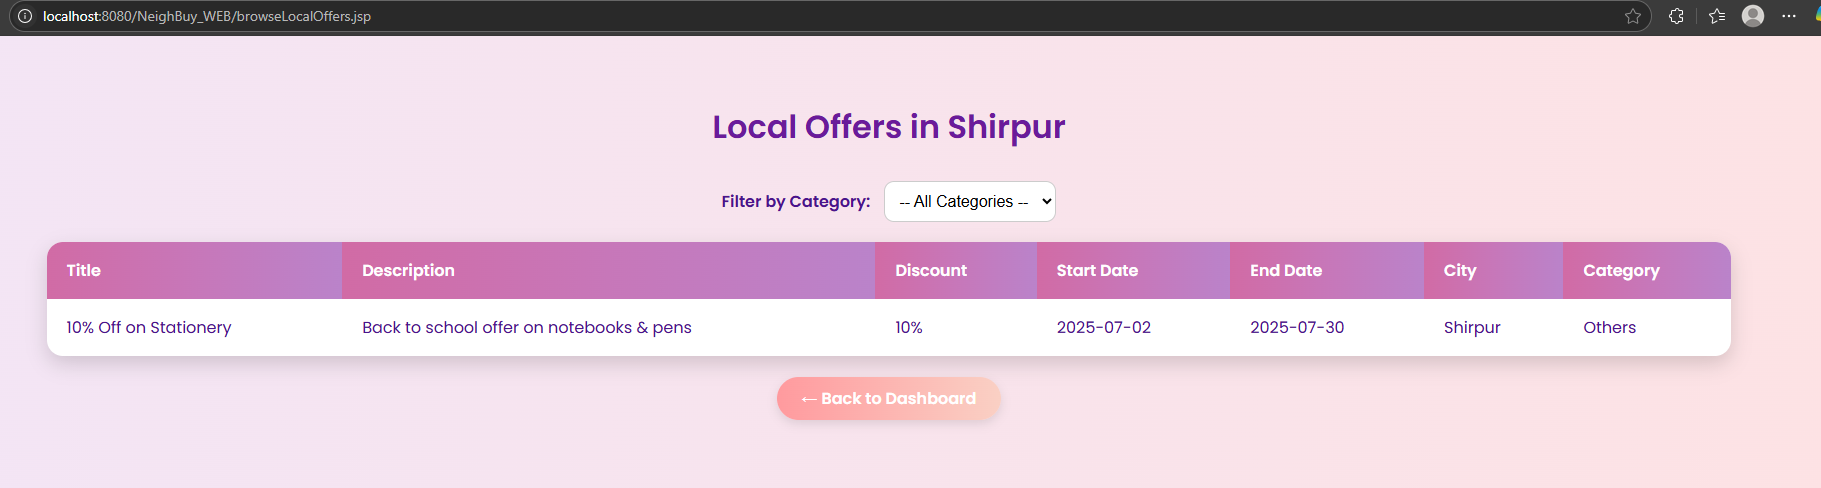 localhost:8080/NeighBuy_WEB/browseLocalOffers.jsp
Local Offers in Shirpur
Filter by Category: -- All Categories --
Title Description Discount Start Date End Date City Category
10% Off on Stationery Back to school offer on notebooks & pens 10% 2025-07-02 2025-07-30 Shirpur Others
← Back to Dashboard